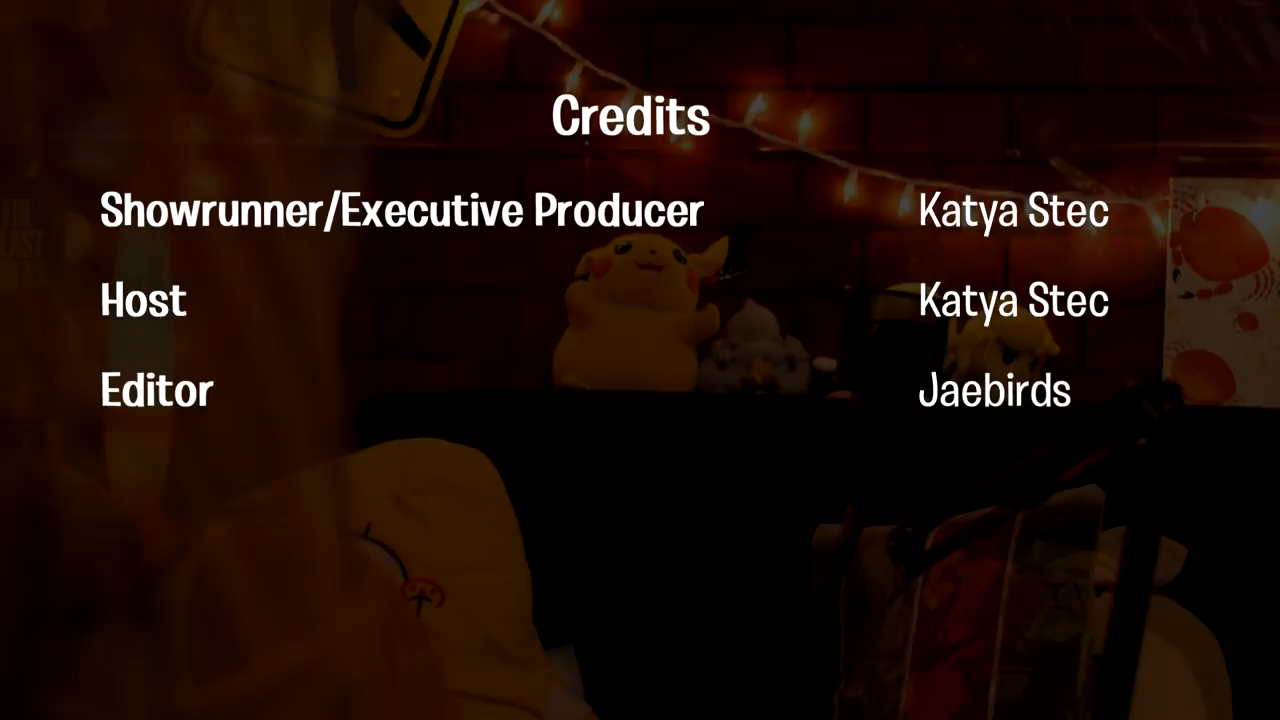 Credits
Showrunner/Executive Producer Katya Stec
Host Katya Stec
Editor Jaebirds